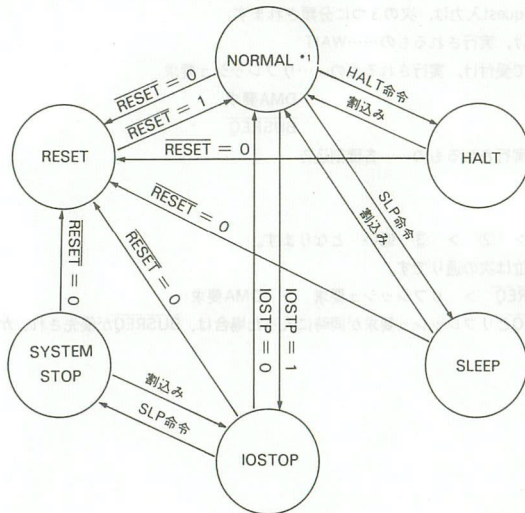 NORMAL *1
RESET = 0
RESET = 1
HALT命令
割込み
RESET
RESET = 0
HALT
SLP命令
割込み
RESET = 0
RESET = 0
RESET = 0
IOSTP = 0
IOSTP = 1
SYSTEM
STOP
SLEEP
割込み
SLP命令
IOSTOP